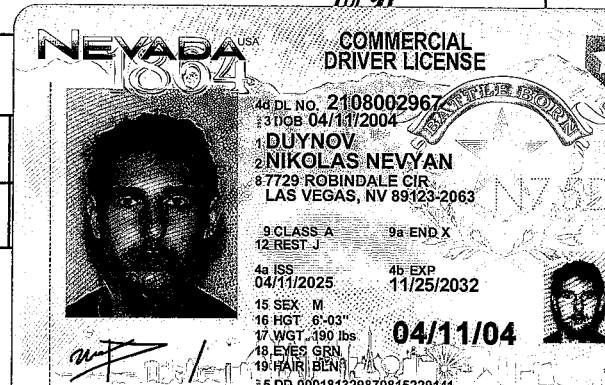 NEVADA USA
1864
COMMERCIAL
DRIVER LICENSE
4d DL NO. 2108002967
3 DOB 04/11/2004
1 DUYNOV
2 NIKOLAS NEVYAN
8 7729 ROBINDALE CIR
LAS VEGAS, NV 89123-2063
BATTLE BORN
9 CLASS A 9a END X
12 REST J
4a ISS 4b EXP
04/11/2025 11/25/2032
15 SEX M
16 HGT 6'-03"
17 WGT 190 lbs
04/11/04
18 EYES GRN
19 HAIR BLN
5 DD